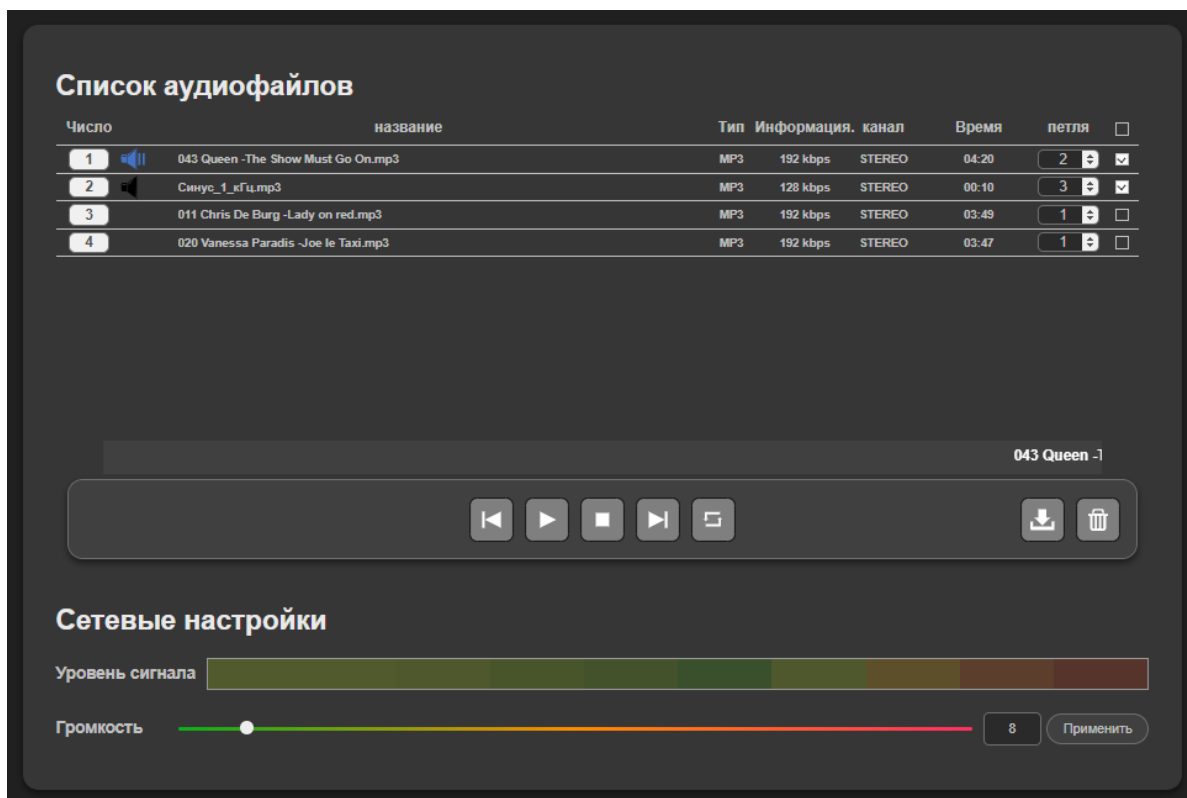 Список аудиофайлов
Число название Тип Информация. канал Время петля
1 043 Queen -The Show Must Go On.mp3 MP3 192 kbps STEREO 04:20 2
2 Синус_1_кГц.mp3 MP3 128 kbps STEREO 00:10 3
3 011 Chris De Burg -Lady on red.mp3 MP3 192 kbps STEREO 03:49 1
4 020 Vanessa Paradis -Joe le Taxi.mp3 MP3 192 kbps STEREO 03:47 1
043 Queen -
Сетевые настройки
Уровень сигнала
Громкость 8 Применить